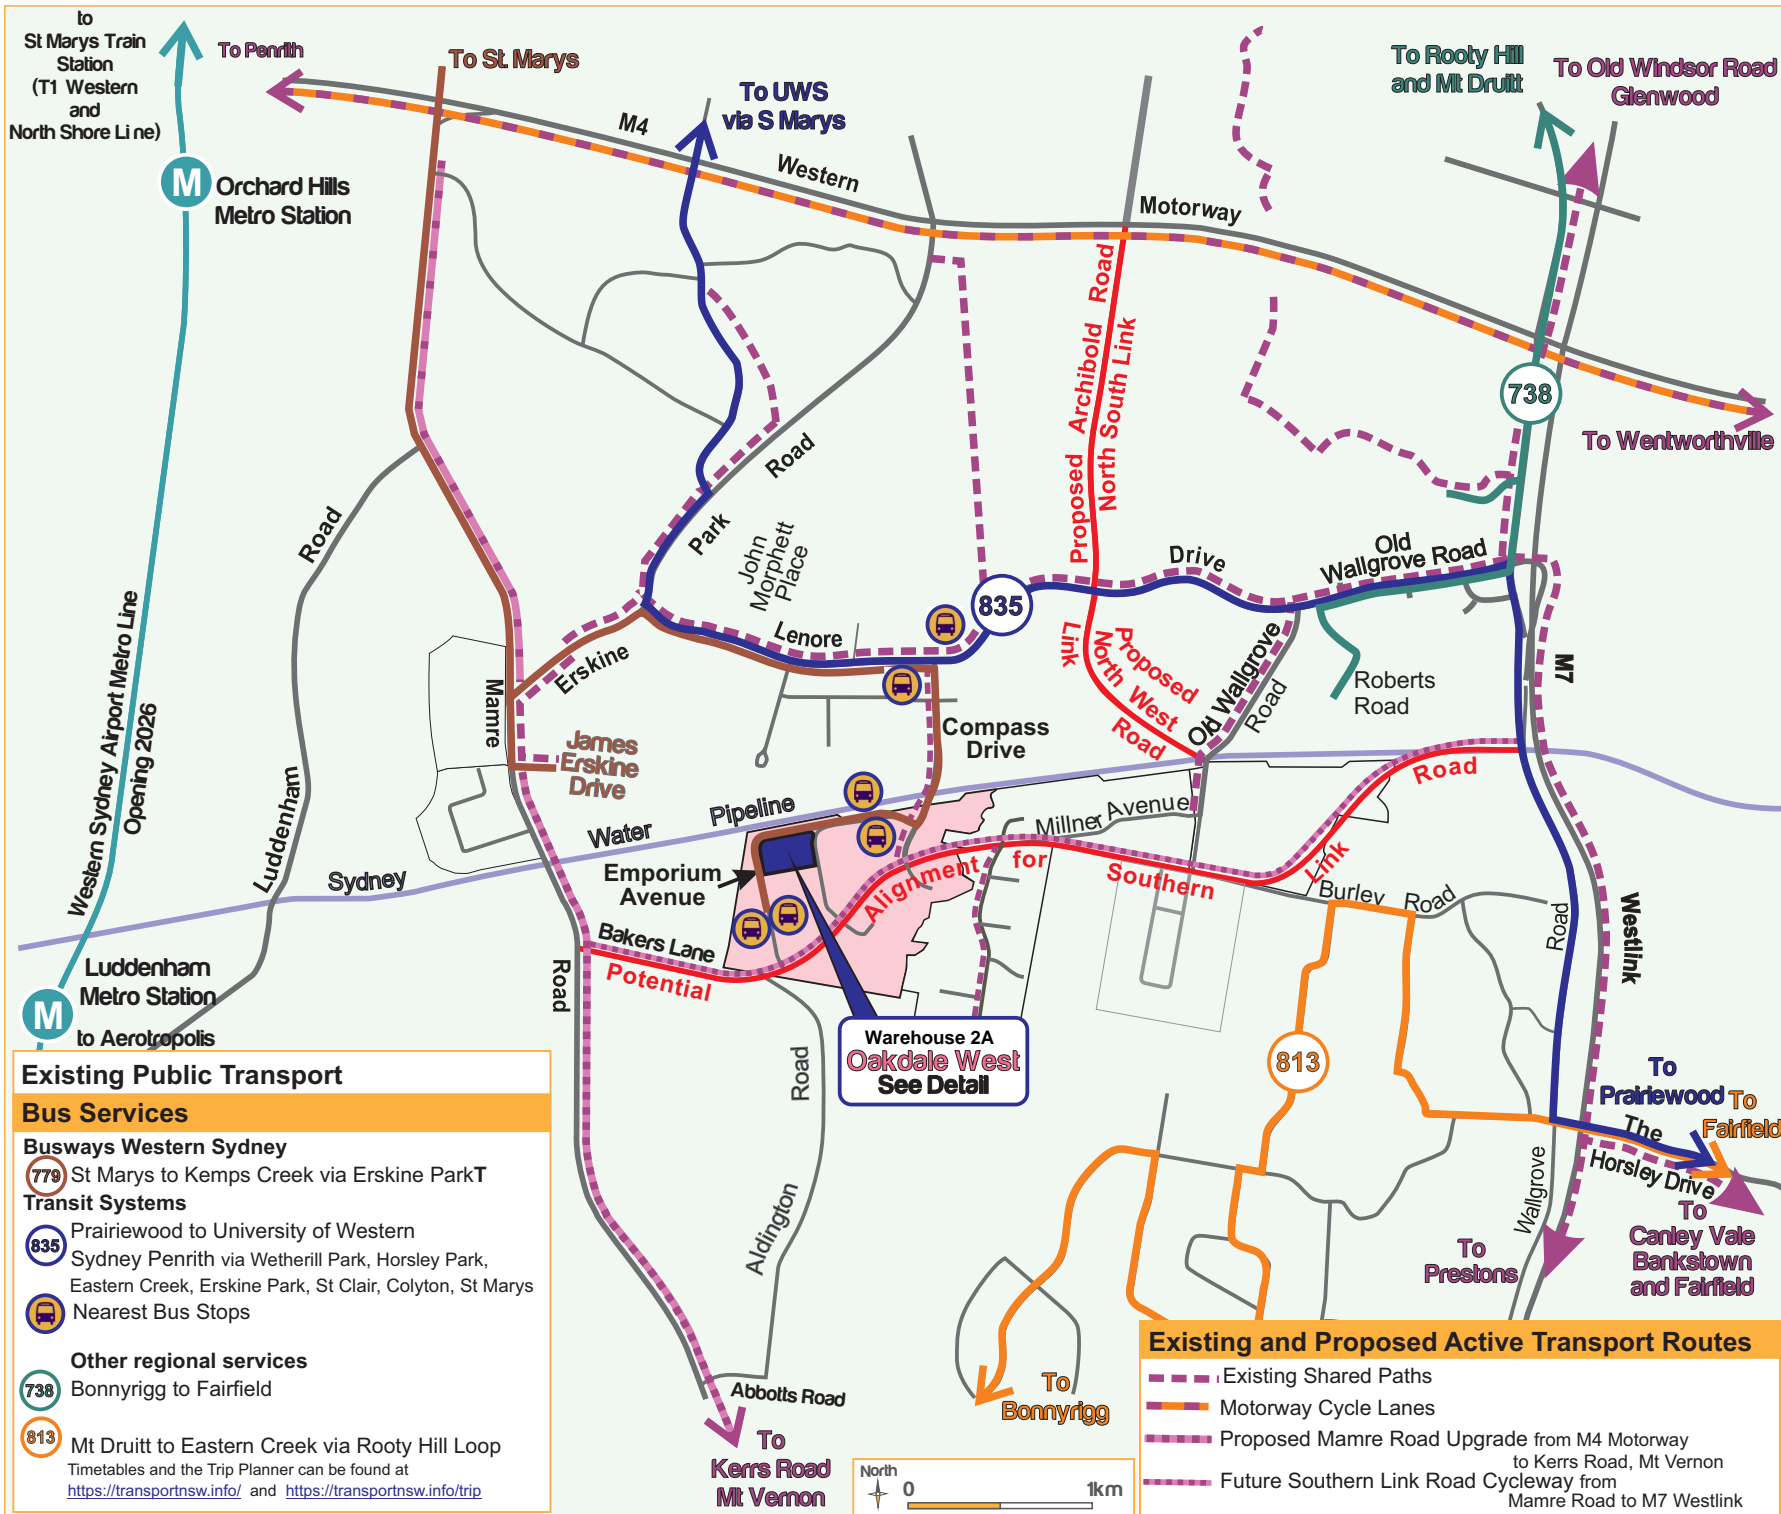 to
St Marys Train
Station
(T1 Western
and
North Shore Line)
To Penrith
To St. Marys
To UWS
via S Marys
To Rooty Hill
and Mt Druitt
To Old Windsor Road
Glenwood
M4
Western
Motorway
M
Orchard Hills
Metro Station
738
To Wentworthville
Proposed Archibold Road
North South Link
Road
Park
Road
John
Morphett
Place
Drive
Old
Wallgrove Road
835
Lenore
Erskine
Mamre
Link
Proposed
North West
Road
Old Wallgrove
Road
Roberts
Road
M7
Western Sydney Airport Metro Line
Opening 2026
Compass
Drive
James
Erskine
Drive
Luddenham
Pipeline
Water
Sydney
Millner Avenue
Road
Link
Southern
for
Alignment
Potential
Emporium
Avenue
Burley Road
Bakers Lane
Road
Road
Westlink
Luddenham
Metro Station
M
to Aerotropolis
Warehouse 2A
Oakdale West
See Detail
813
Road
Aldington
To
Prairiewood
To
Fairfield
The
Horsley Drive
Wallgrove
To
Canley Vale
Bankstown
and Fairfield
To
Prestons
To
Bonnyrigg
Abbotts Road
To
Kerrs Road
Mt Vernon
Existing Public Transport
Bus Services
Busways Western Sydney
779 St Marys to Kemps Creek via Erskine ParkT
Transit Systems
835 Prairiewood to University of Western
Sydney Penrith via Wetherill Park, Horsley Park,
Eastern Creek, Erskine Park, St Clair, Colyton, St Marys
Nearest Bus Stops
Other regional services
738 Bonnyrigg to Fairfield
813 Mt Druitt to Eastern Creek via Rooty Hill Loop
Timetables and the Trip Planner can be found at
https://transportnsw.info/ and https://transportnsw.info/trip
North
0 1km
Existing and Proposed Active Transport Routes
Existing Shared Paths
Motorway Cycle Lanes
Proposed Mamre Road Upgrade from M4 Motorway
to Kerrs Road, Mt Vernon
Future Southern Link Road Cycleway from
Mamre Road to M7 Westlink